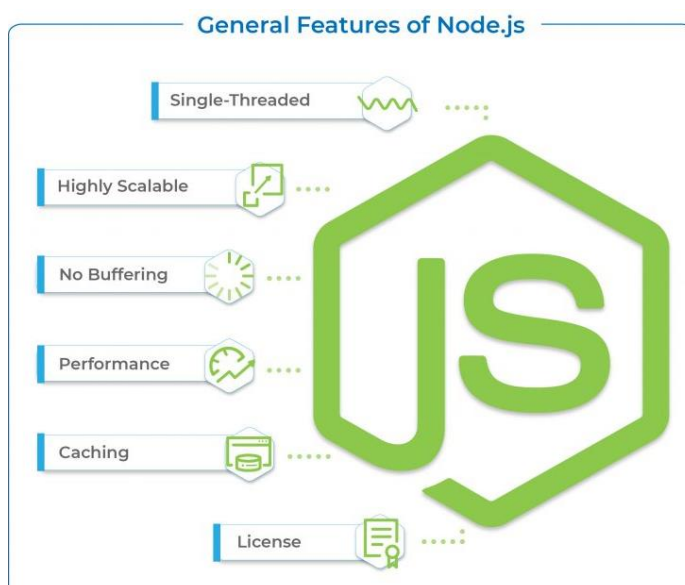 General Features of Node.js
Single-Threaded
Highly Scalable
No Buffering
Performance
Caching
License
JS